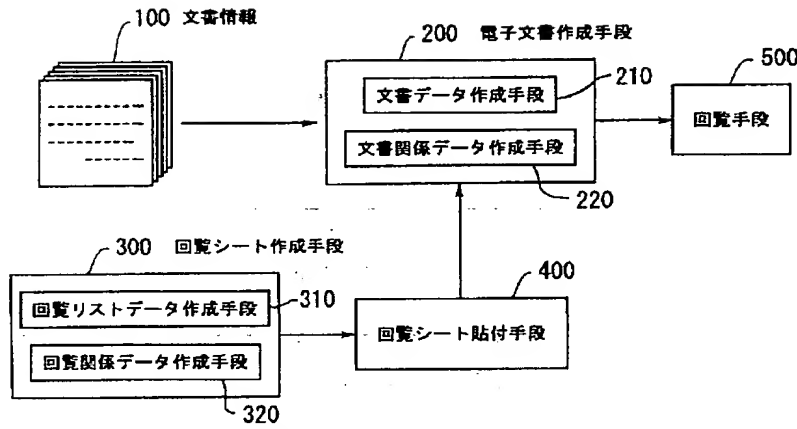 100 文書情報
200 電子文書作成手段
210
文書データ作成手段
文書関係データ作成手段
220
500
回覧手段
300 回覧シート作成手段
310
回覧リストデータ作成手段
回覧関係データ作成手段
320
400
回覧シート貼付手段